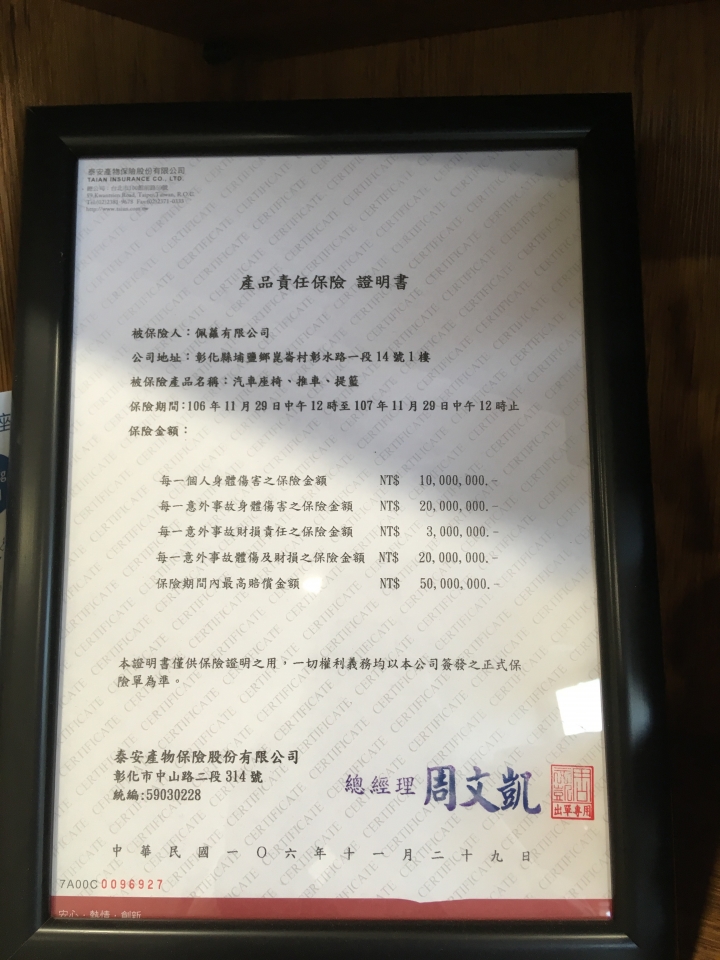 泰安產物保險股份有限公司
TAIAN INSURANCE CO., LTD.
http://www.taian.com.tw
產品責任保險 證明書
被保險人：佩蘿有限公司
公司地址：彰化縣埔鹽鄉崑崙村彰水路一段14號1樓
被保險產品名稱：汽車座椅、推車、提籃
保險期間:106年11月29日中午12時至107年11月29日中午12時止
保險金額：
每一個人身體傷害之保險金額 NT$ 10,000,000.-
每一意外事故身體傷害之保險金額 NT$ 20,000,000.-
每一意外事故財損責任之保險金額 NT$ 3,000,000.-
每一意外事故體傷及財損之保險金額 NT$ 20,000,000.-
保險期間內最高賠償金額 NT$ 50,000,000.-
本證明書僅供保險證明之用，一切權利義務均以本公司簽發之正式保
險單為準。
泰安產物保險股份有限公司
彰化市中山路二段314號
統編:59030228
總經理 周文凱
出單專用
中華民國一〇六年十一月二十九日
7A00C0096927
安心·熱情·創新
座